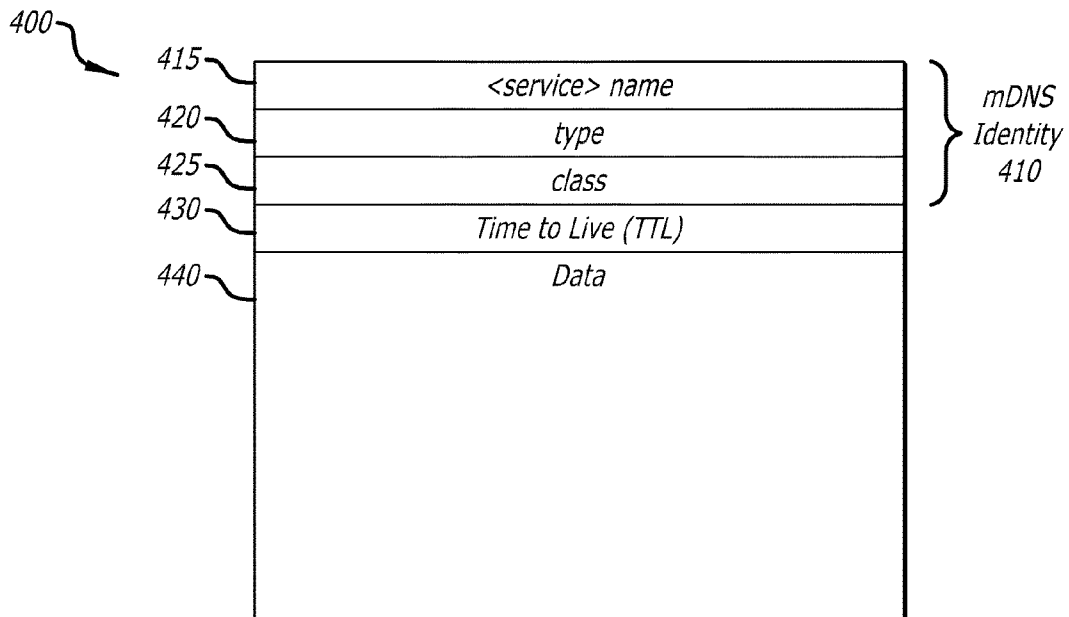 400
415
<service> name
420
type
425
class
430
Time to Live (TTL)
440
Data
mDNS
Identity
410